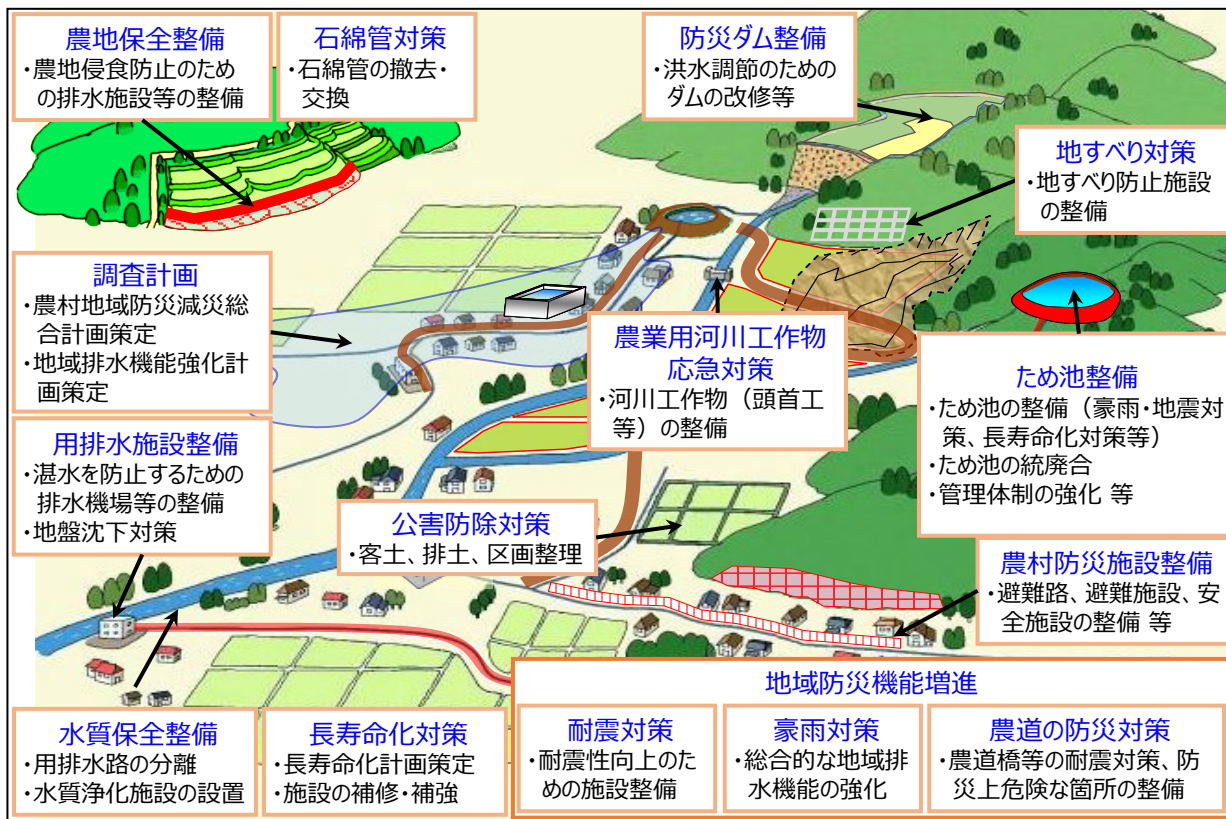 農地保全整備
・農地侵食防止のため
の排水施設等の整備
石綿管対策
・石綿管の撤去・
交換
防災ダム整備
・洪水調節のための
ダムの改修等
地すべり対策
・地すべり防止施設
の整備
調査計画
・農村地域防災減災総
合計画策定
・地域排水機能強化計
画策定
農業用河川工作物
応急対策
・河川工作物（頭首工
等）の整備
ため池整備
・ため池の整備（豪雨・地震対
策、長寿命化対策等）
・ため池の統廃合
・管理体制の強化 等
用排水施設整備
・湛水を防止するための
排水機場等の整備
・地盤沈下対策
公害防除対策
・客土、排土、区画整理
農村防災施設整備
・避難路、避難施設、安
全施設の整備 等
水質保全整備
・用排水路の分離
・水質浄化施設の設置
長寿命化対策
・長寿命化計画策定
・施設の補修・補強
地域防災機能増進
耐震対策
・耐震性向上のた
めの施設整備
豪雨対策
・総合的な地域排
水機能の強化
農道の防災対策
・農道橋等の耐震対策、防
災上危険な箇所の整備